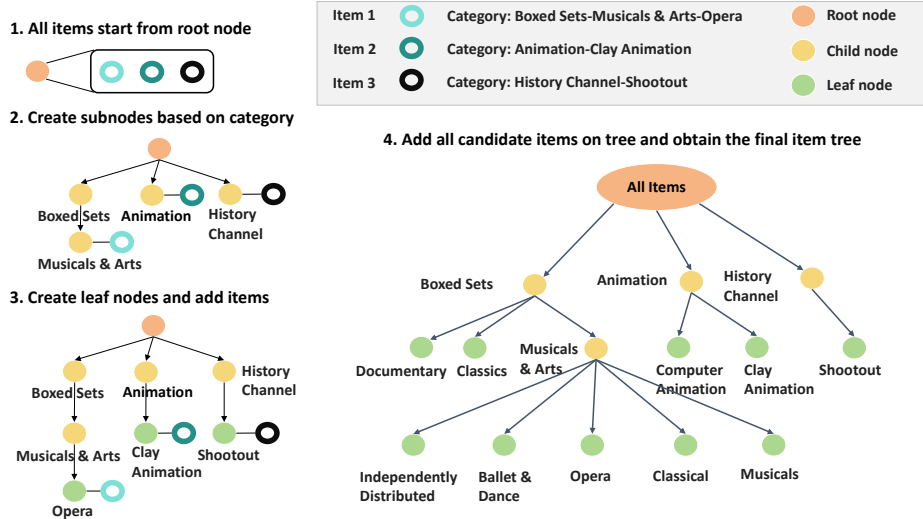 1. All items start from root node
Item 1 Category: Boxed Sets-Musicals & Arts-Opera
Item 2 Category: Animation-Clay Animation
Item 3 Category: History Channel-Shootout
Root node
Child node
Leaf node
2. Create subnodes based on category
Boxed Sets
Animation
History
Channel
Musicals & Arts
3. Create leaf nodes and add items
History
Channel
Boxed Sets
Animation
Musicals & Arts
Clay
Animation
Shootout
Opera
4. Add all candidate items on tree and obtain the final item tree
All Items
Boxed Sets
Animation
History
Channel
Documentary
Classics
Musicals
& Arts
Computer
Animation
Clay
Animation
Shootout
Independently
Distributed
Ballet &
Dance
Opera
Classical
Musicals